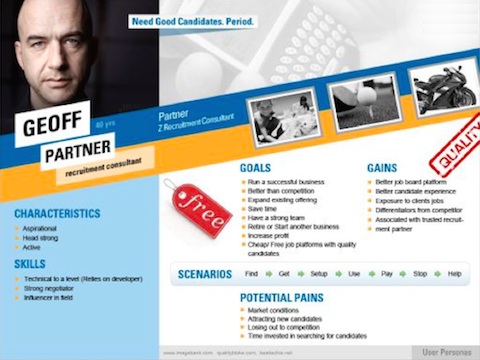 Need Good Candidates. Period.
GEOFF
40 yrs
PARTNER
recruitment consultant
Partner
Z Recruitment Consultant
QUALITY
CHARACTERISTICS
Aspirational
Head strong
Active
SKILLS
Technical to a level (Relies on developer)
Strong negotiator
Influencer in field
free
GOALS
Run a successful business
Better than competition
Expand existing offering
Save time
Have a strong team
Retire or Start another business
Increase profit
Cheap/ Free job platforms with quality
candidates
GAINS
Better job board platform
Better candidate experience
Exposure to clients jobs
Differentiators from competitor
Associated with trusted recruit-
ment partner
SCENARIOS Find Get Setup Use Pay Stop Help
POTENTIAL PAINS
Market conditions
Attracting new candidates
Losing out to competition
Time invested in searching for candidates
User Personas